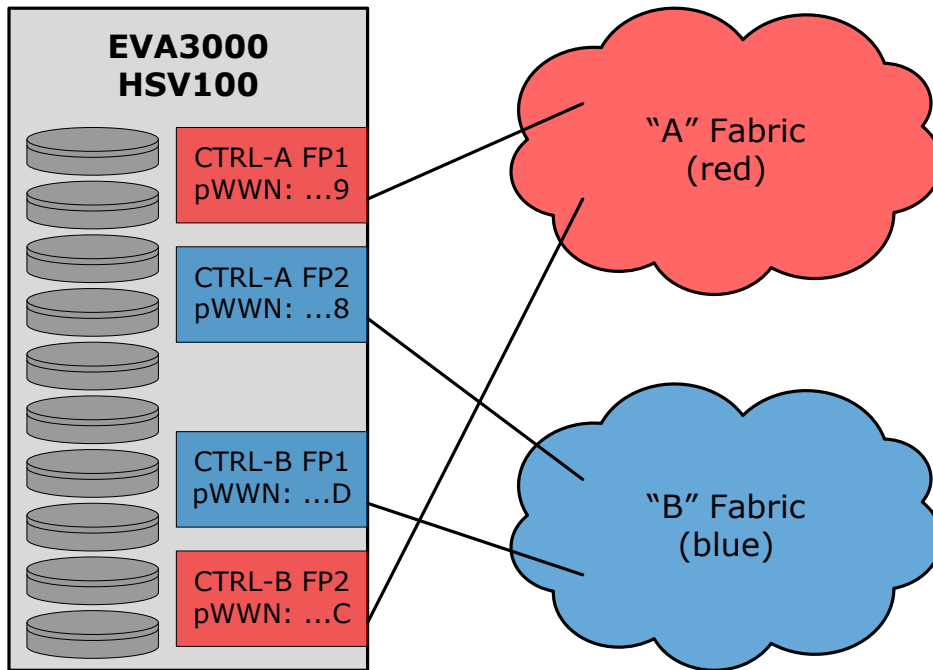 EVA3000
HSV100
CTRL-A FP1
pWWN: ...9
CTRL-A FP2
pWWN: ...8
CTRL-B FP1
pWWN: ...D
CTRL-B FP2
pWWN: ...C
“A” Fabric
(red)
“B” Fabric
(blue)